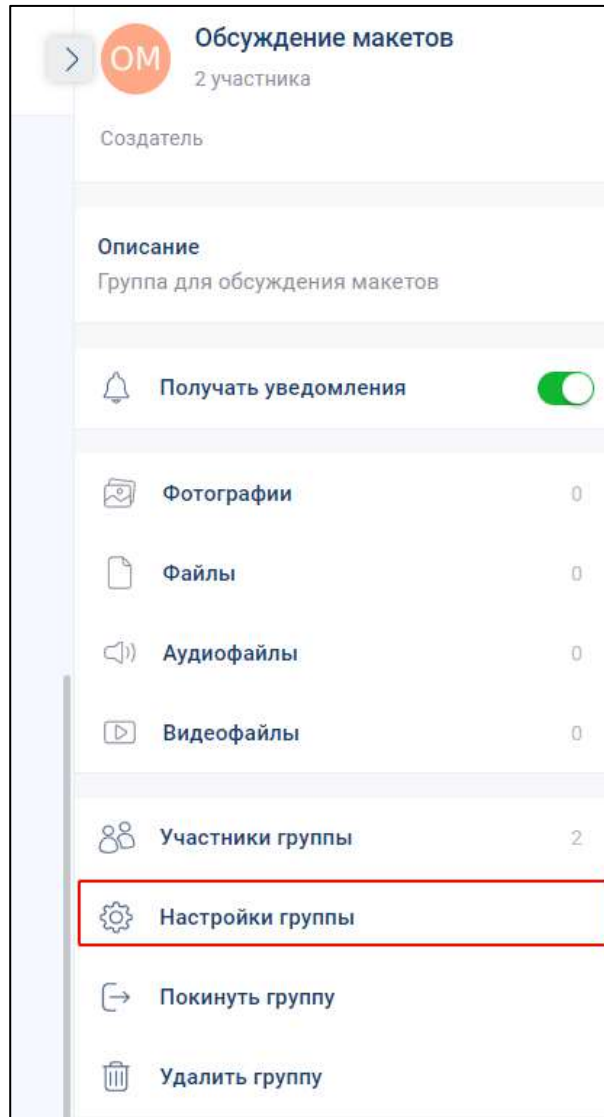 ОМ
Обсуждение макетов
2 участника
Создатель
Описание
Группа для обсуждения макетов
Получать уведомления
Фотографии 0
Файлы 0
Аудиофайлы 0
Видеофайлы 0
Участники группы 2
Настройки группы
Покинуть группу
Удалить группу